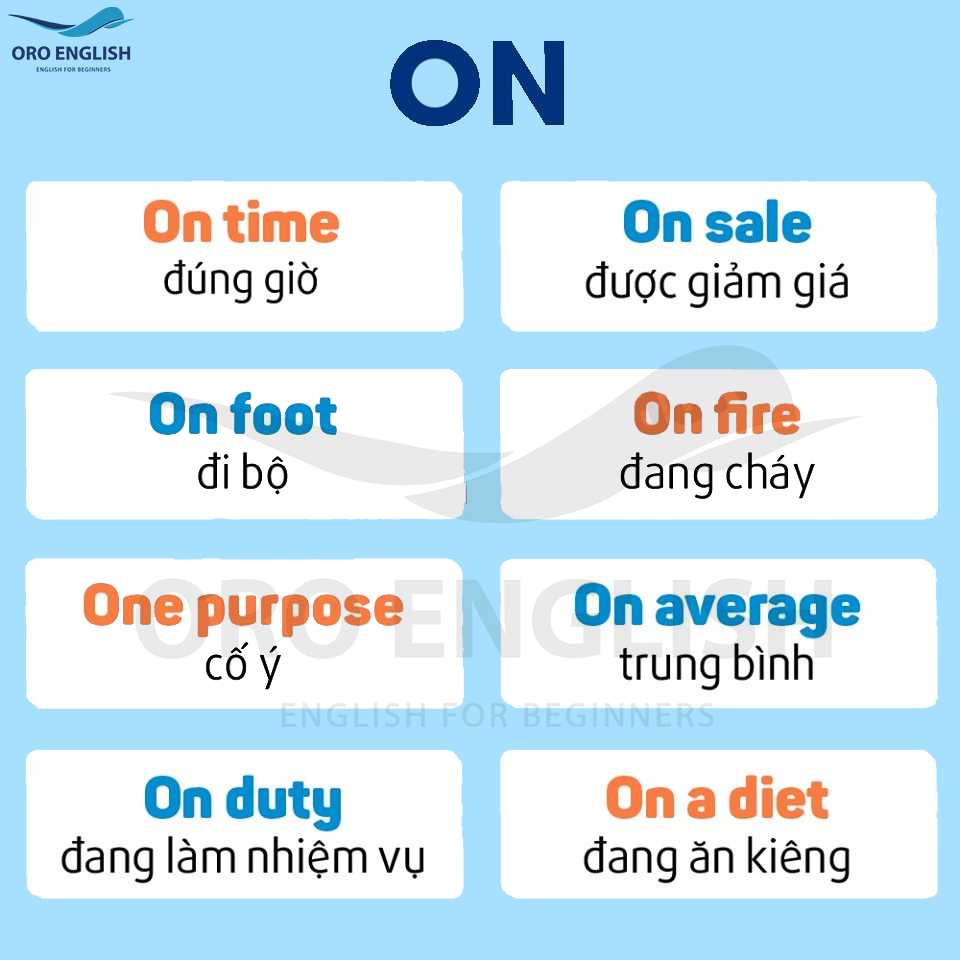 ORO ENGLISH
ENGLISH FOR BEGINNERS
ON
On time
đúng giờ
On sale
được giảm giá
On foot
đi bộ
On fire
đang cháy
One purpose
cố ý
On average
trung bình
ORO ENGLISH
ENGLISH FOR BEGINNERS
On duty
đang làm nhiệm vụ
On a diet
đang ăn kiêng